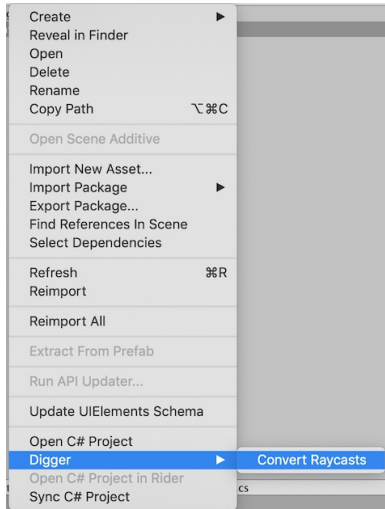 Create
Reveal in Finder
Open
Delete
Rename
Copy Path ⌥⌘C
Open Scene Additive
Import New Asset...
Import Package
Export Package...
Find References In Scene
Select Dependencies
Refresh ⌘R
Reimport
Reimport All
Extract From Prefab
Run API Updater...
Update UIElements Schema
Open C# Project
Digger Convert Raycasts
Open C# Project in Rider
cs
Sync C# Project